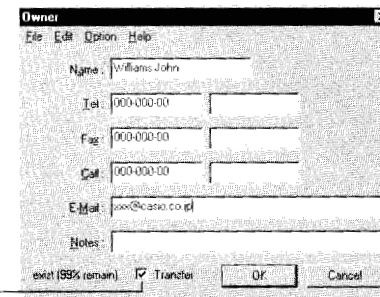 Owner
File Edit Option Help
Name: Williams John
Tel: 000-000-00
Fax: 000-000-00
Call: 000-000-00
E-Mail: xxx@casio.co.jp
Notes:
exist (99% remain) Transfer OK Cancel